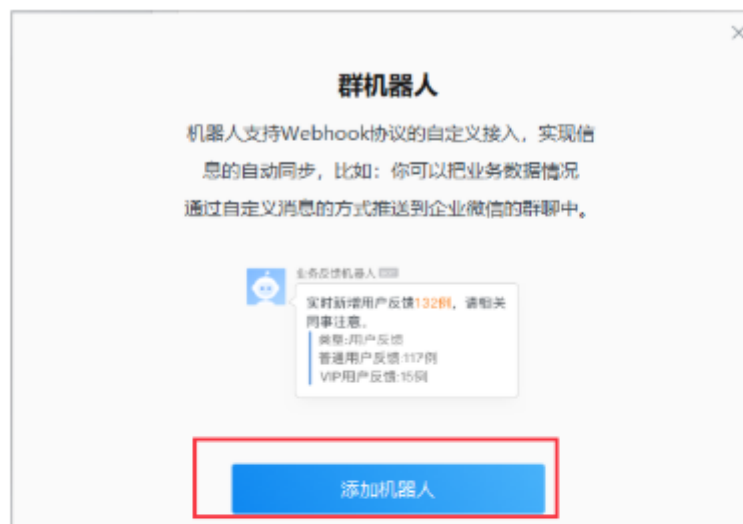 群机器人
机器人支持Webhook协议的自定义接入，实现信
息的自动同步，比如：你可以把业务数据情况
通过自定义消息的方式推送到企业微信的群聊中。
业务反馈机器人
实时新增用户反馈132例，请相关
同事注意。
类型:用户反馈
普通用户反馈:117例
VIP用户反馈:15例
添加机器人